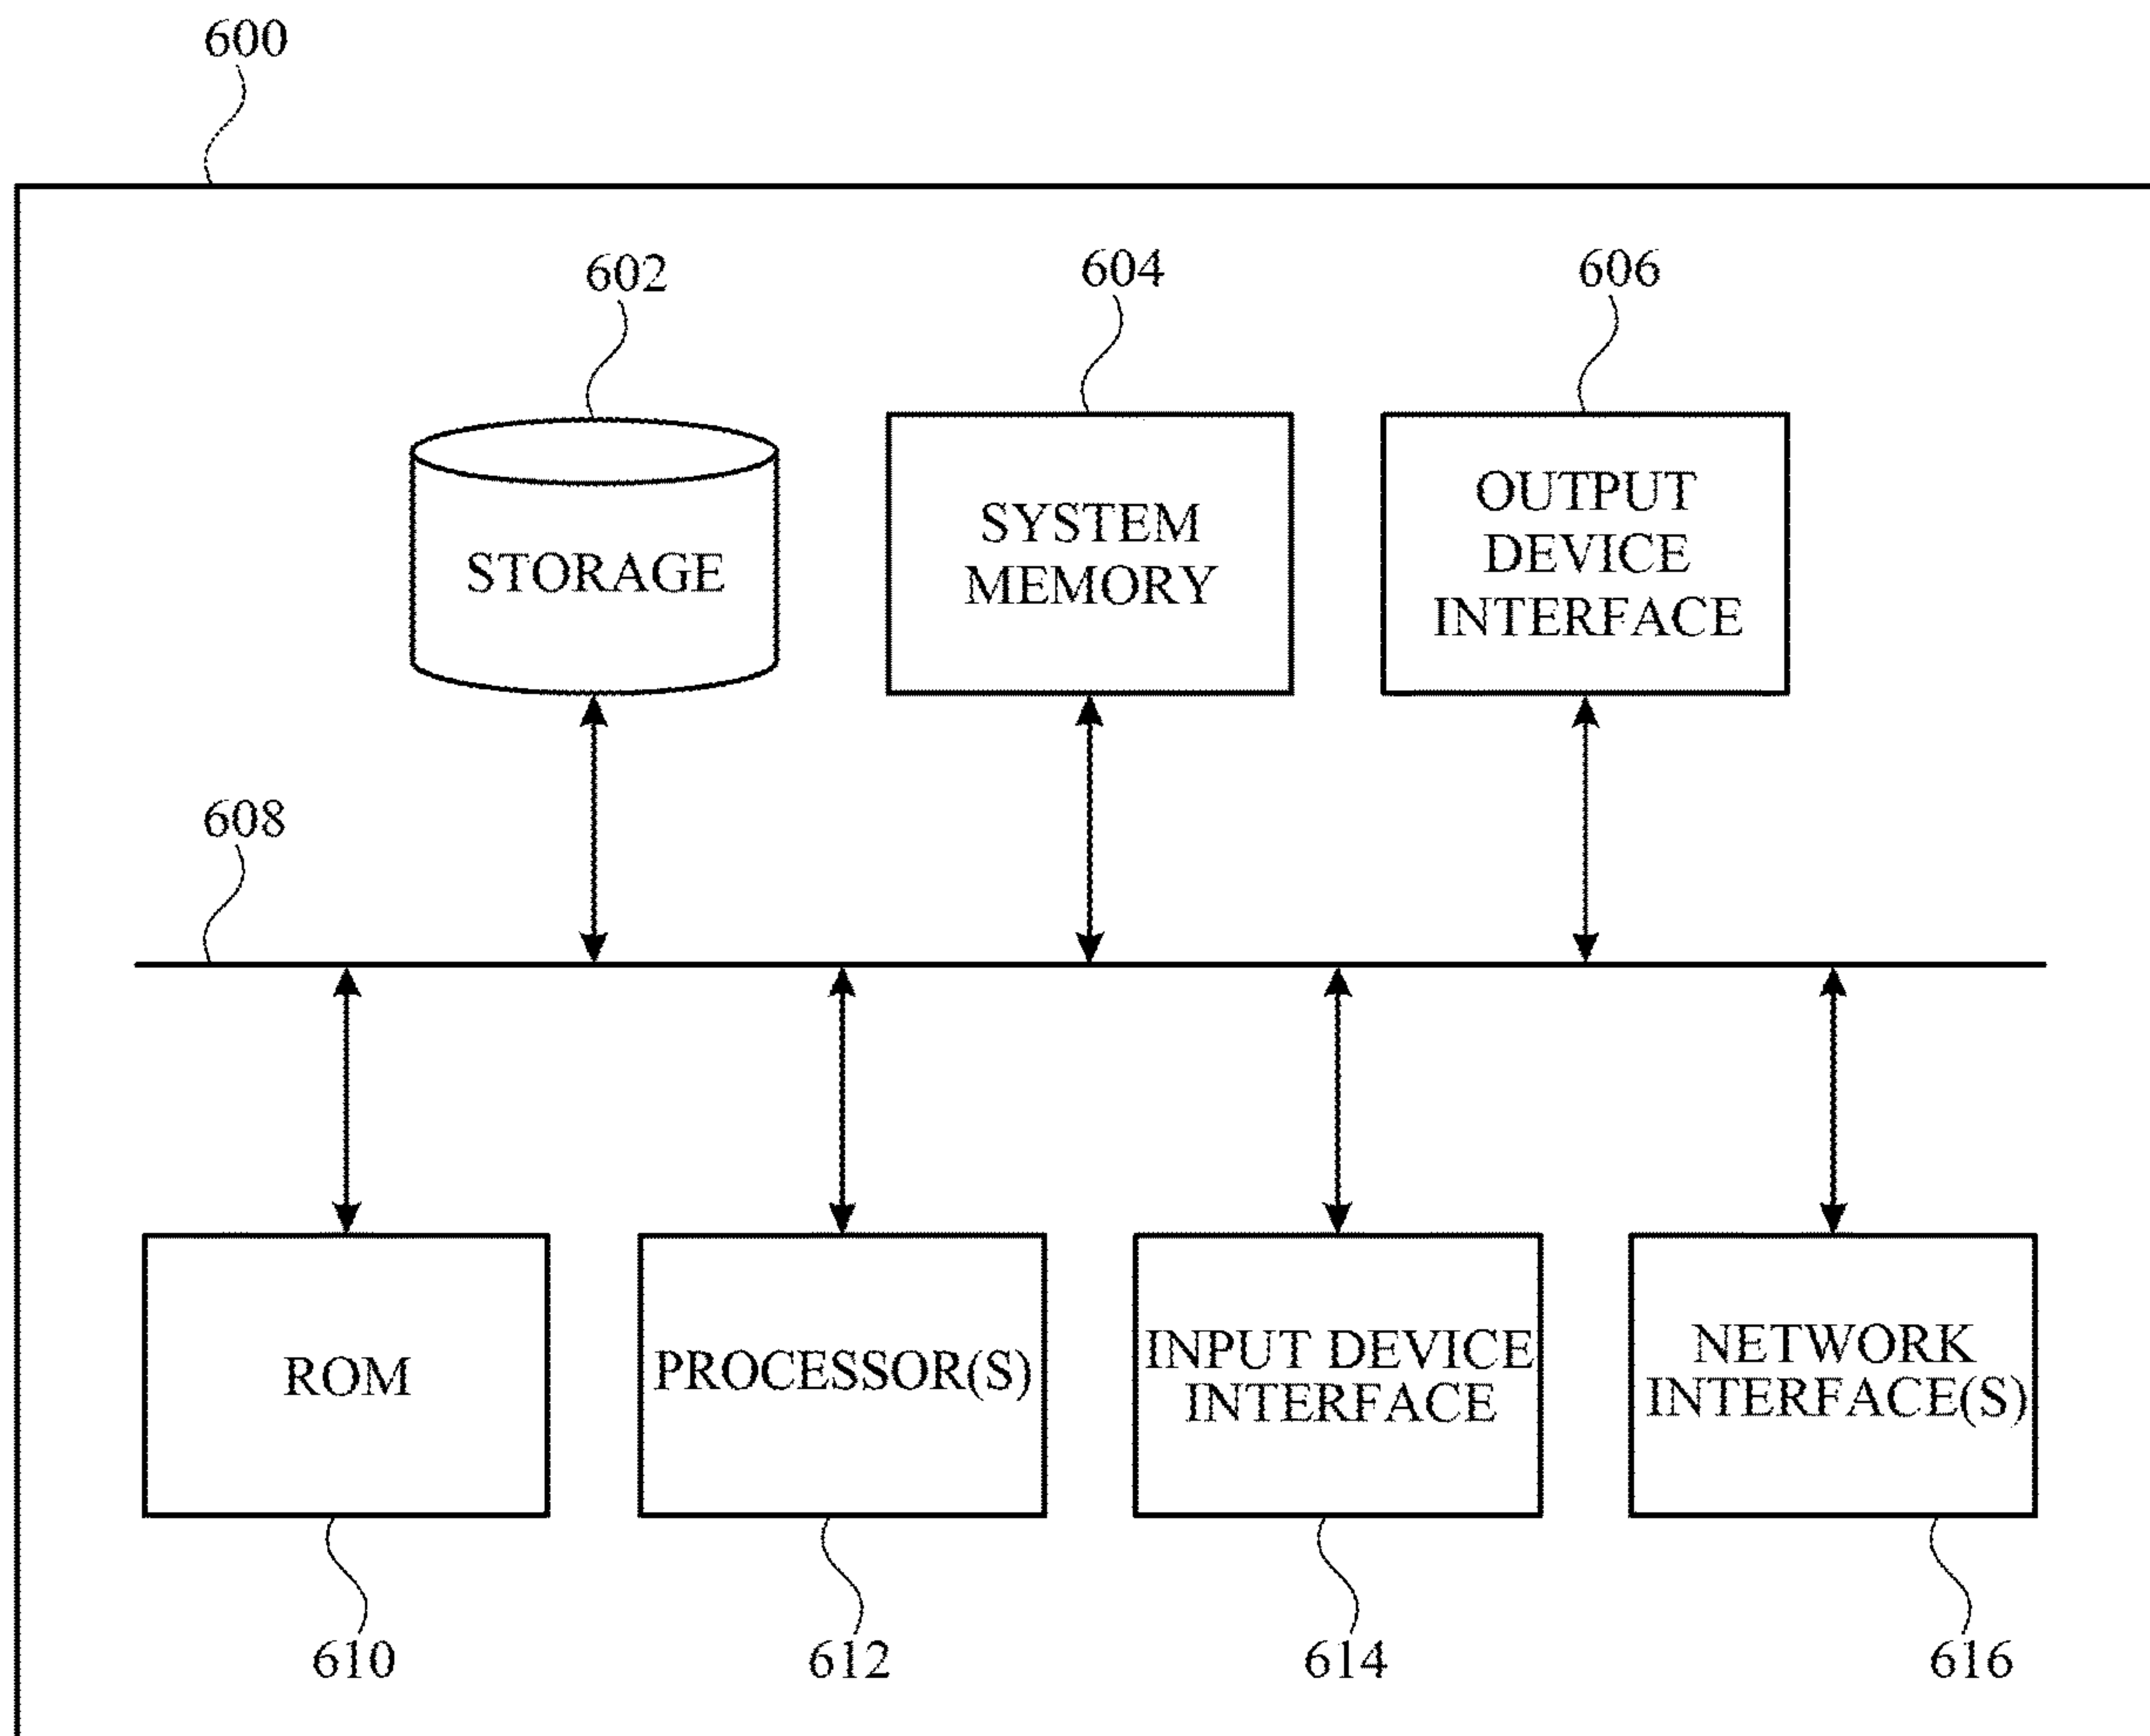 600
602
604
606
STORAGE
SYSTEM
MEMORY
OUTPUT
DEVICE
INTERFACE
608
ROM
PROCESSOR(S)
INPUT DEVICE
INTERFACE
NETWORK
INTERFACE(S)
610
612
614
616